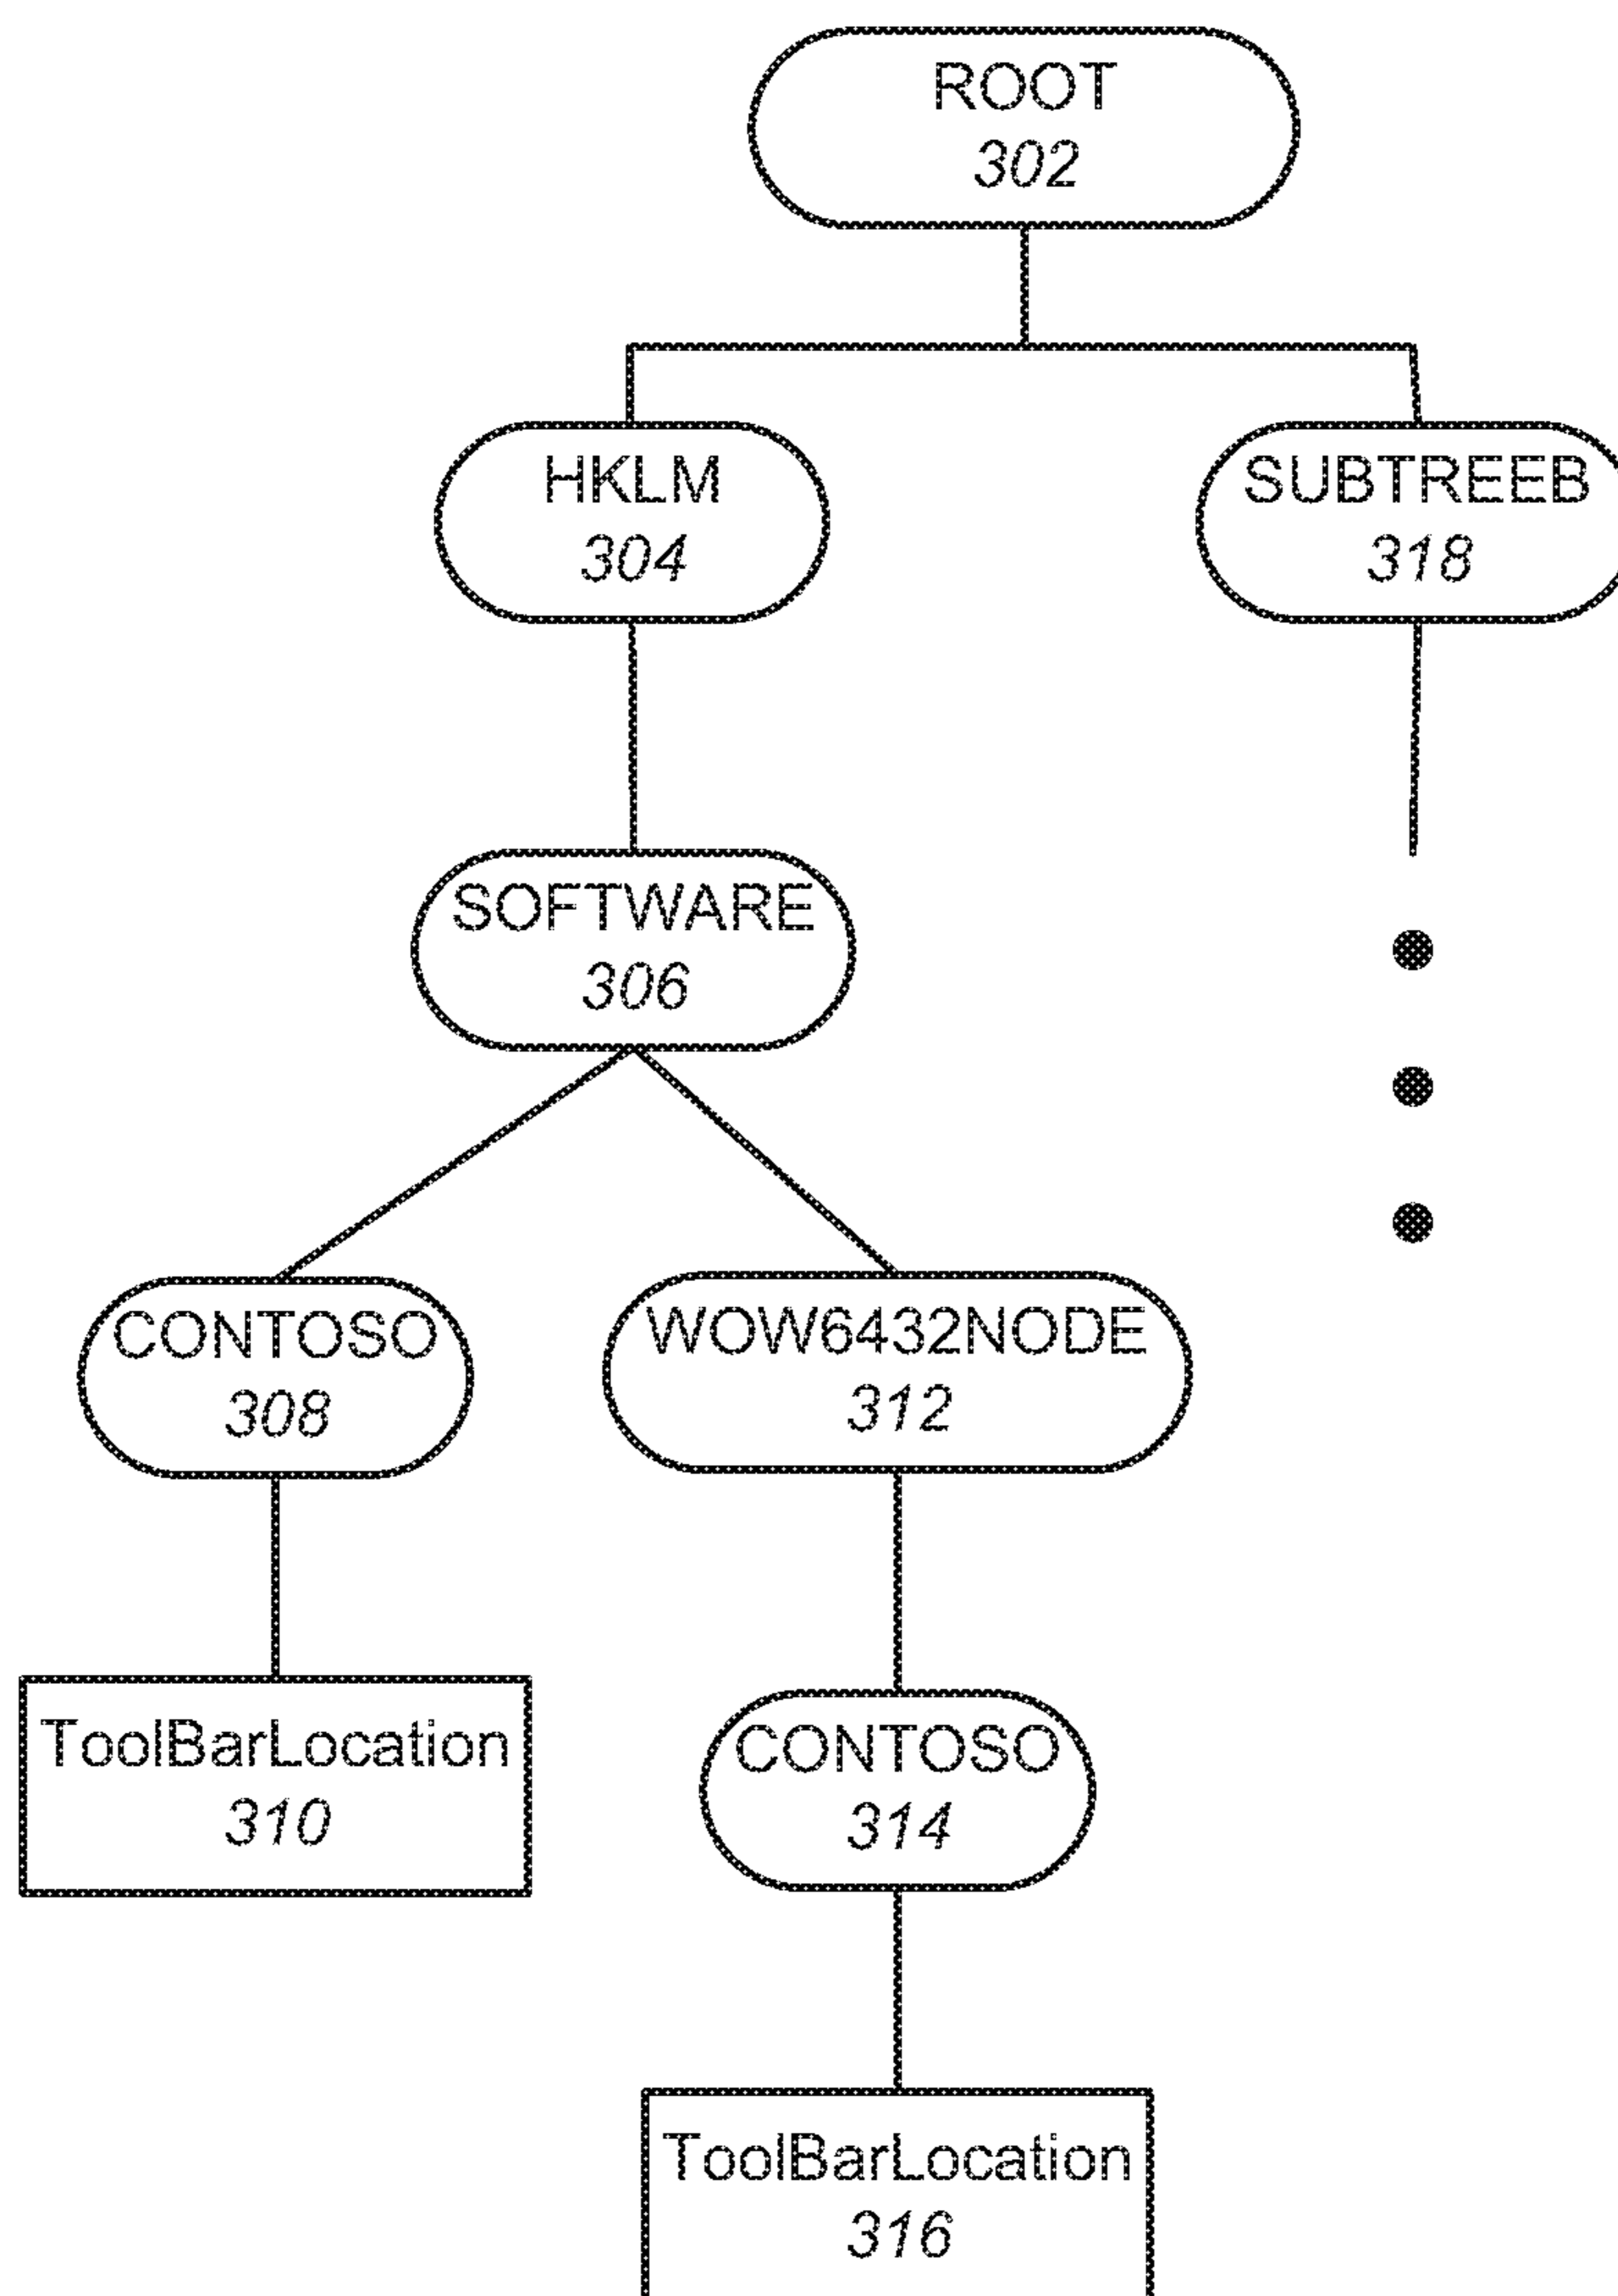 ROOT
302
HKLM
304
SUBTREEB
318
SOFTWARE
306
CONTOSO
308
WOW6432NODE
312
ToolBarLocation
310
CONTOSO
314
ToolBarLocation
316